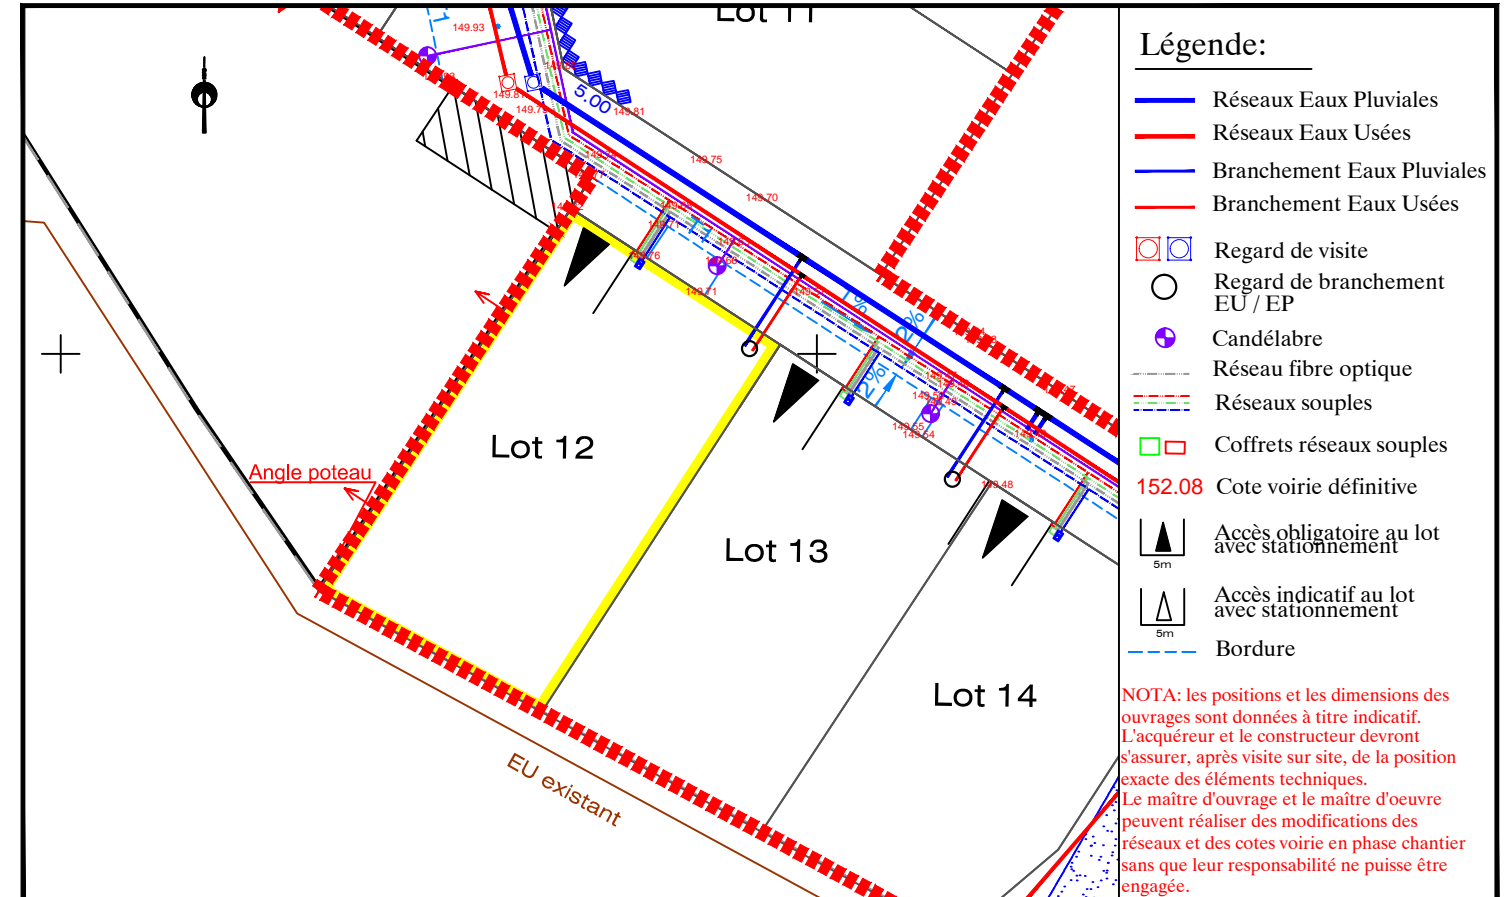 Lot 11
149.93
5.00
149.81
149.75
149.70
149.71
2%
2%
149.55
149.54
149.48
Lot 12
Angle poteau
Lot 13
Lot 14
EU existant
Légende:
Réseaux Eaux Pluviales
Réseaux Eaux Usées
Branchement Eaux Pluviales
Branchement Eaux Usées
Regard de visite
Regard de branchement
EU / EP
Candélabre
Réseau fibre optique
Réseaux souples
Coffrets réseaux souples
152.08 Cote voirie définitive
Accès obligatoire au lot
avec stationnement
5m
Accès indicatif au lot
avec stationnement
5m
Bordure
NOTA: les positions et les dimensions des
ouvrages sont données à titre indicatif.
L'acquéreur et le constructeur devront
s'assurer, après visite sur site, de la position
exacte des éléments techniques.
Le maître d'ouvrage et le maître d'oeuvre
peuvent réaliser des modifications des
réseaux et des cotes voirie en phase chantier
sans que leur responsabilité ne puisse être
engagée.